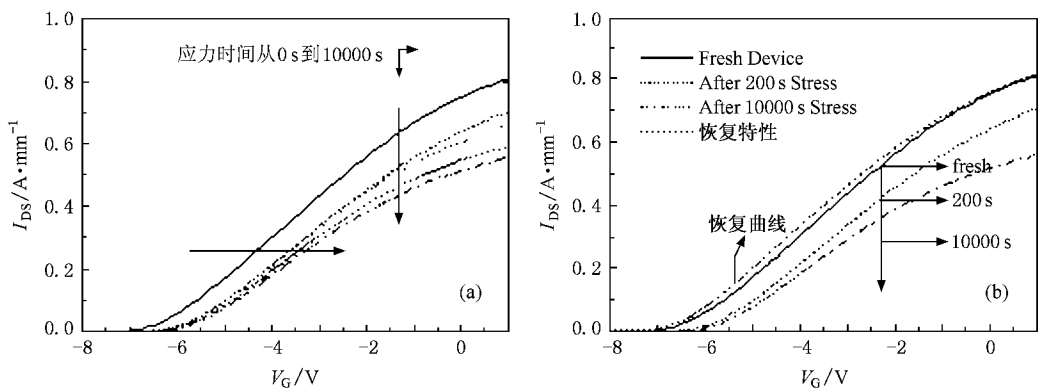 1.0
0.8
0.6
0.4
0.2
0.0
I_DS/A·mm⁻¹
应力时间从0 s到10000 s
(a)
−8
−6
−4
−2
0
V_G/V
1.0
0.8
0.6
0.4
0.2
0.0
I_DS/A·mm⁻¹
Fresh Device
After 200 s Stress
After 10000 s Stress
恢复特性
fresh
200 s
10000 s
恢复曲线
(b)
−8
−6
−4
−2
0
V_G/V